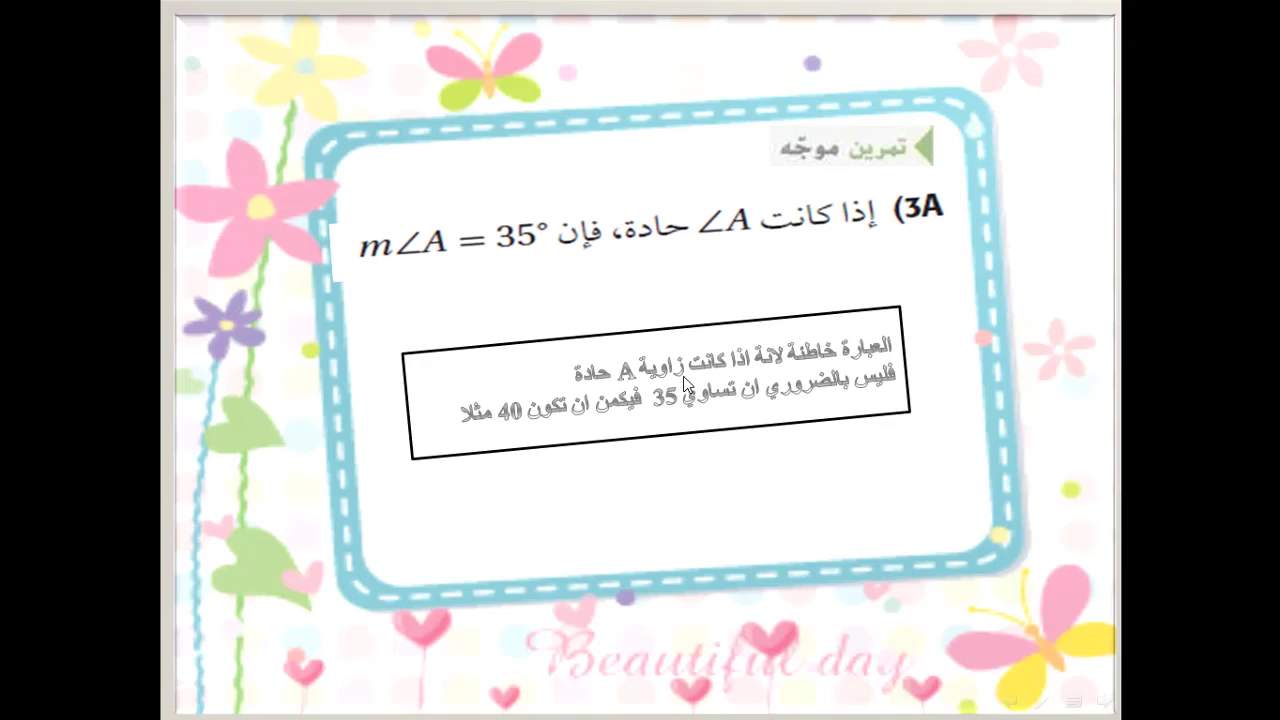 تمرين موجّه
3A) إذا كانت ∠A حادة، فإن m∠A = 35°
العبارة خاطئة لانة اذا كانت زاوية A حادة
فليس بالضروري ان تساوي 35 فيكمن ان تكون 40 مثلا
Beautiful day